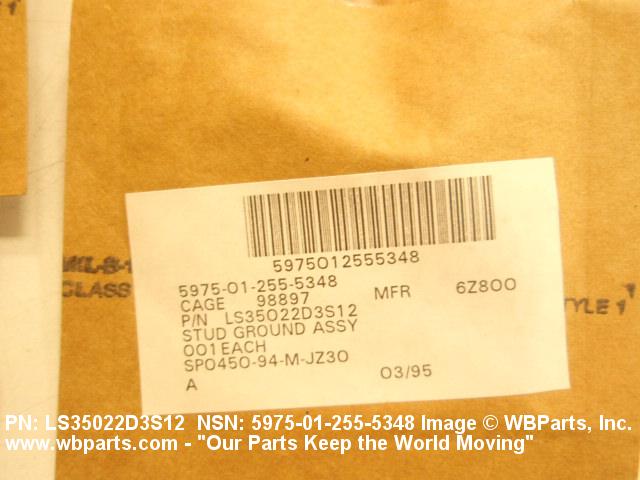 5975012555348
5975-01-255-5348
CAGE 98897 MFR 6Z800
P/N LS35022D3S12
STUD GROUND ASSY
001EACH
SP0450-94-M-JZ30
A 03/95
CLASS
TYLE 1
PN: LS35022D3S12 NSN: 5975-01-255-5348 Image © WBParts, Inc.
www.wbparts.com - "Our Parts Keep the World Moving"